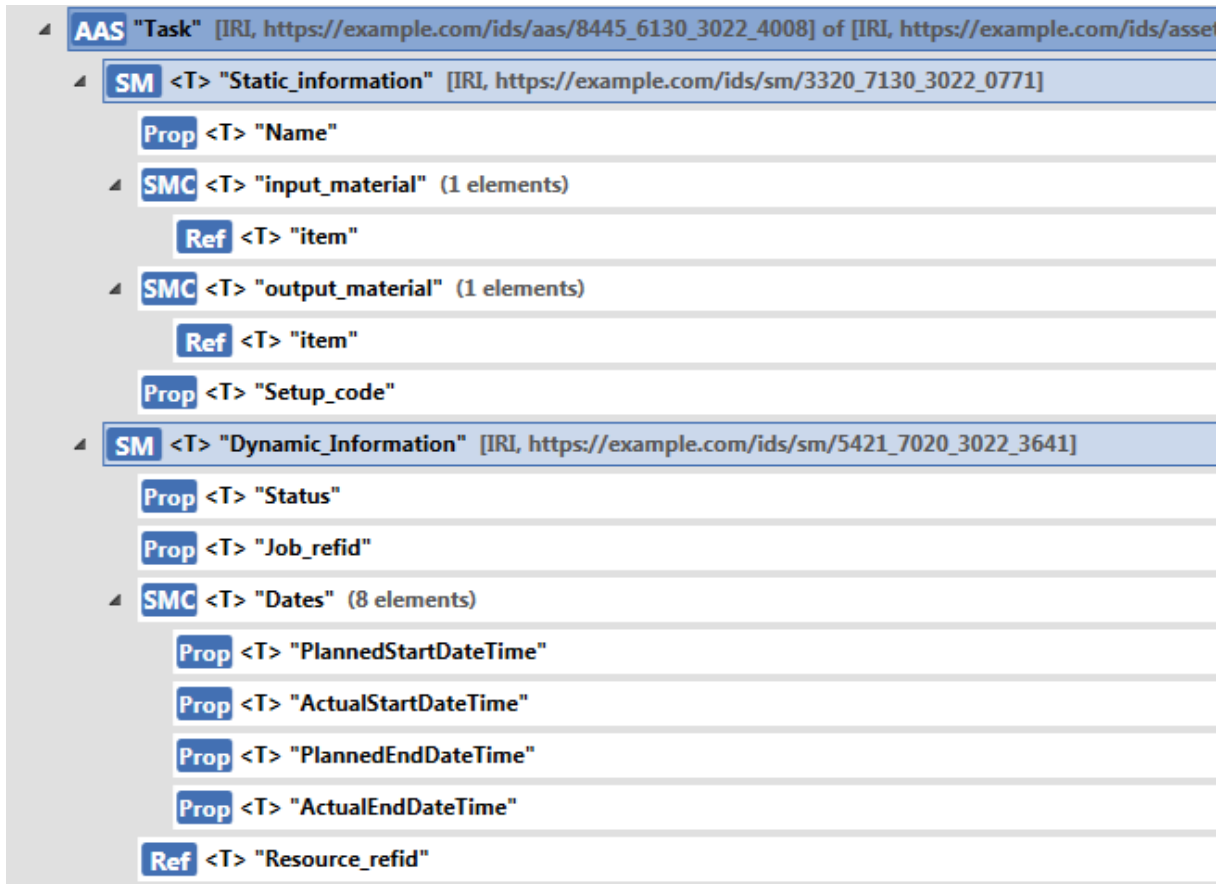 AAS "Task" [IRI, https://example.com/ids/aas/8445_6130_3022_4008] of [IRI, https://example.com/ids/asset
SM <T> "Static_information" [IRI, https://example.com/ids/sm/3320_7130_3022_0771]
Prop <T> "Name"
SMC <T> "input_material" (1 elements)
Ref <T> "item"
SMC <T> "output_material" (1 elements)
Ref <T> "item"
Prop <T> "Setup_code"
SM <T> "Dynamic_Information" [IRI, https://example.com/ids/sm/5421_7020_3022_3641]
Prop <T> "Status"
Prop <T> "Job_refid"
SMC <T> "Dates" (8 elements)
Prop <T> "PlannedStartDateTime"
Prop <T> "ActualStartDateTime"
Prop <T> "PlannedEndDateTime"
Prop <T> "ActualEndDateTime"
Ref <T> "Resource_refid"